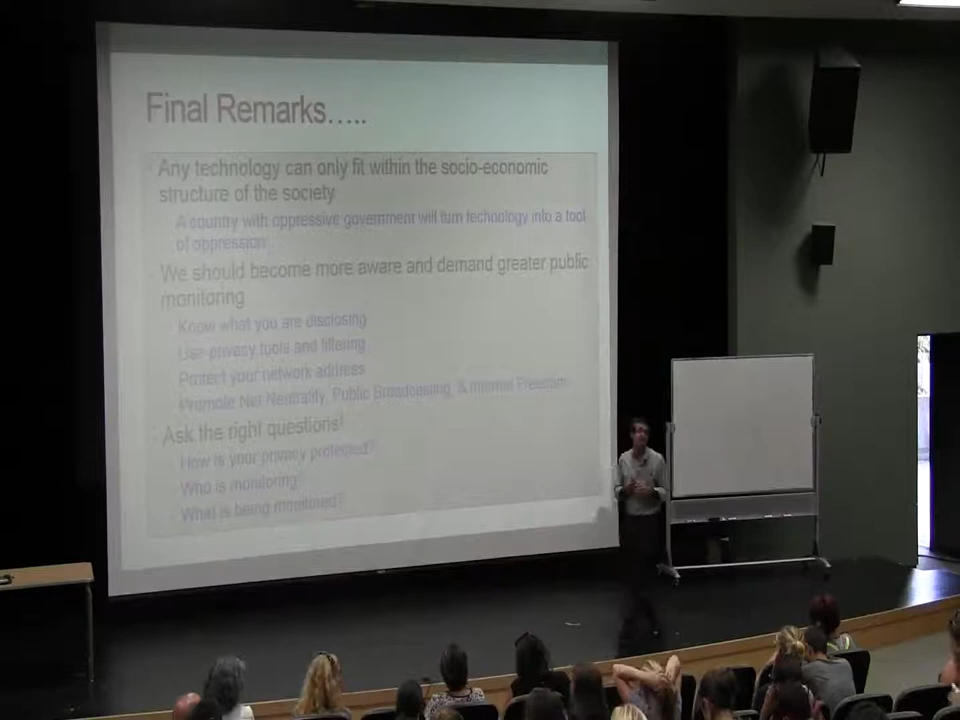 Final Remarks…..
Any technology can only fit within the socio-economic
structure of the society
A country with oppressive government will turn technology into a tool
of oppression
We should become more aware and demand greater public
monitoring
Know what you are disclosing
Use privacy tools and filtering
Protect your network address
Promote Net Neutrality, Public Broadcasting, & Internet Freedom
Ask the right questions!
How is your privacy protected?
Who is monitoring?
What is being monitored?